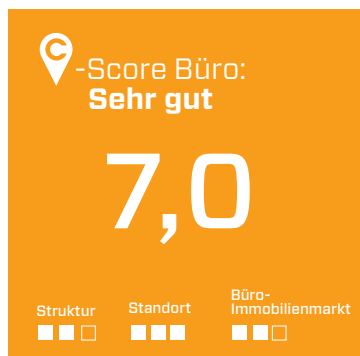 C-Score Büro:
Sehr gut
7,0
Struktur
Standort
Büro-
Immobilienmarkt